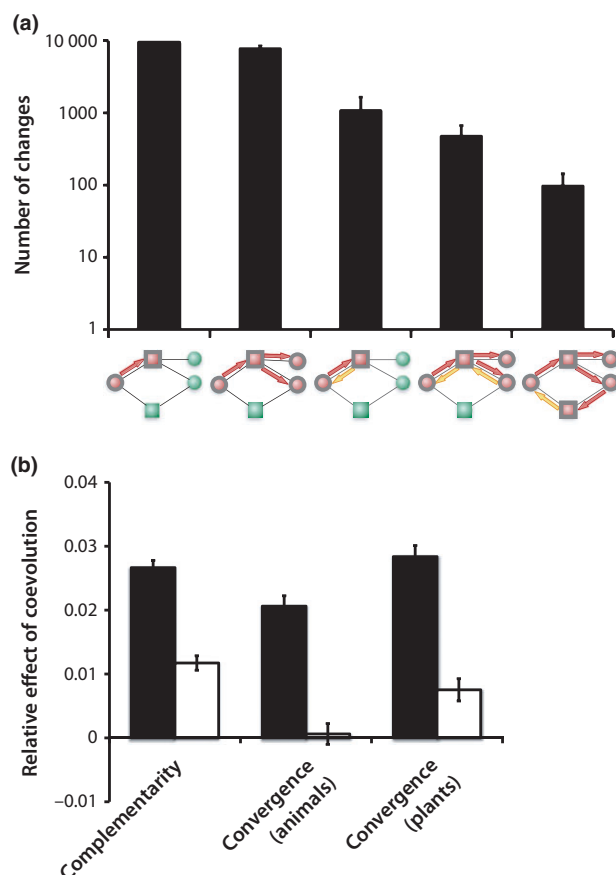 (a)
Number of changes
10 000
1000
100
10
1
(b)
Relative effect of coevolution
0.04
0.03
0.02
0.01
0
–0.01
Complementarity
Convergence
(animals)
Convergence
(plants)